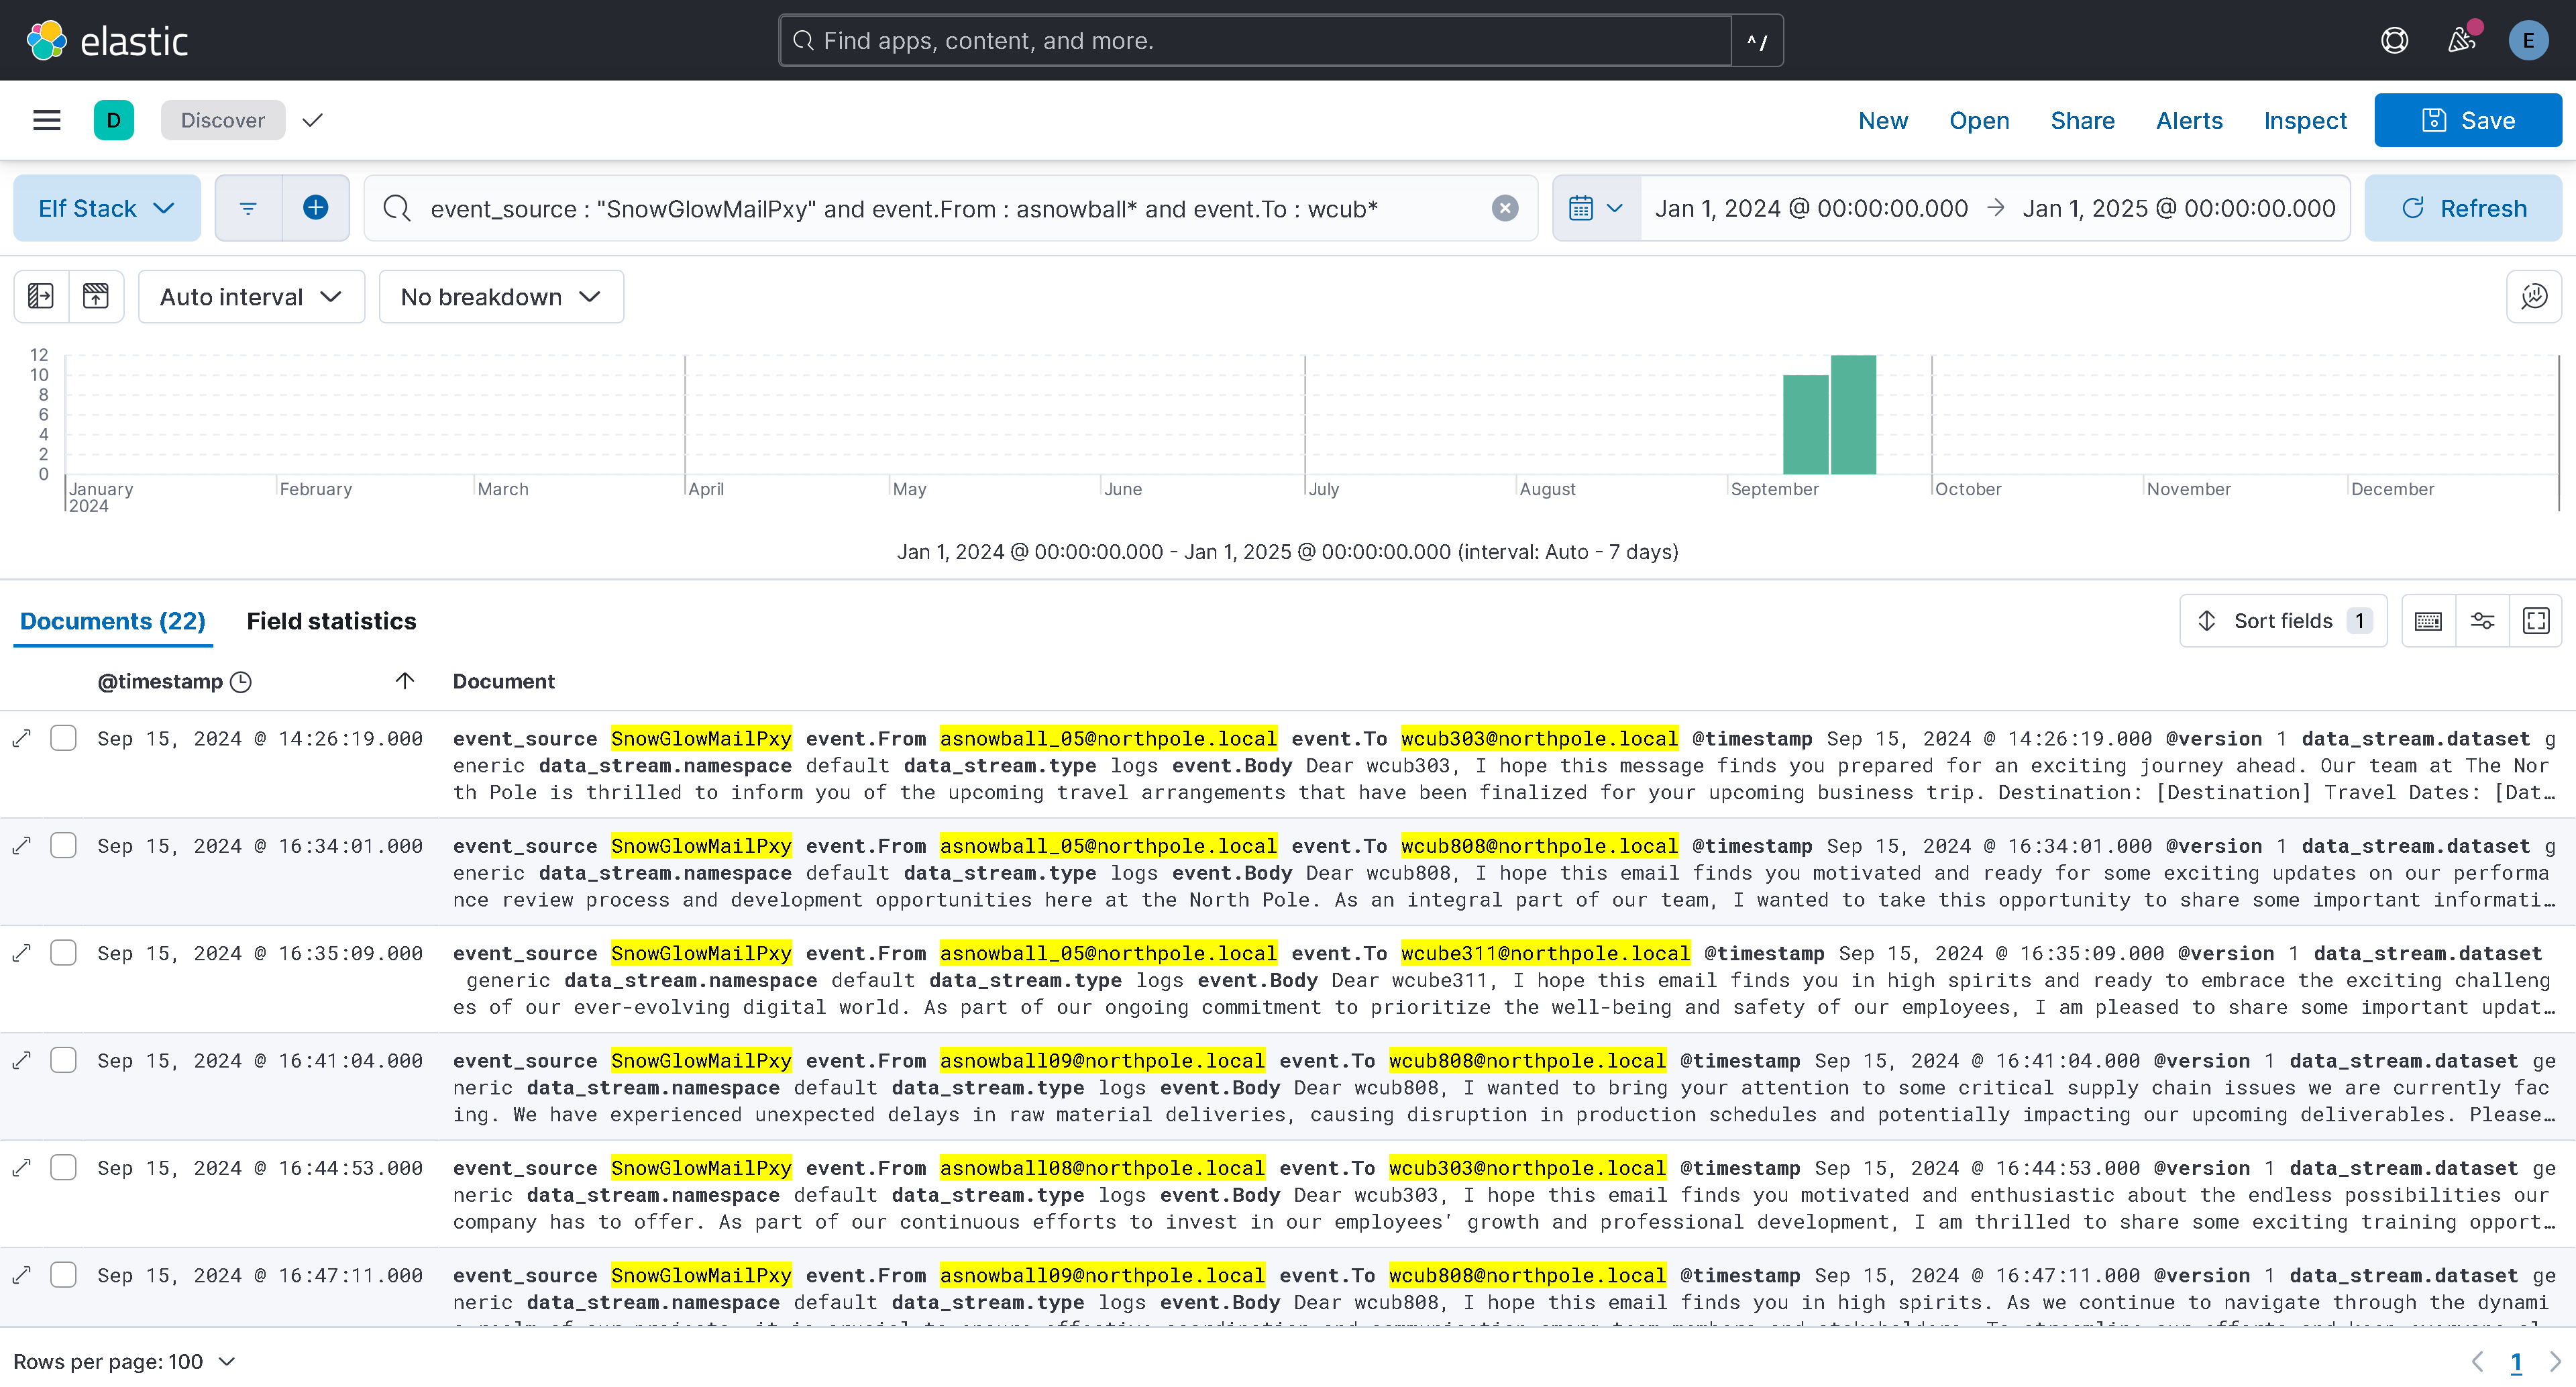 elastic
Find apps, content, and more.
^ /
E
D
Discover
New
Open
Share
Alerts
Inspect
Save
Elf Stack
event_source : "SnowGlowMailPxy" and event.From : asnowball* and event.To : wcub*
Jan 1, 2024 @ 00:00:00.000 → Jan 1, 2025 @ 00:00:00.000
Refresh
Auto interval
No breakdown
12
10
8
6
4
2
0
January February March April May June July August September October November December
2024
Jan 1, 2024 @ 00:00:00.000 - Jan 1, 2025 @ 00:00:00.000 (interval: Auto - 7 days)
Documents (22)
Field statistics
Sort fields 1
@timestamp
Document
Sep 15, 2024 @ 14:26:19.000
event_source SnowGlowMailPxy event.From asnowball_05@northpole.local event.To wcub303@northpole.local @timestamp Sep 15, 2024 @ 14:26:19.000 @version 1 data_stream.dataset g
eneric data_stream.namespace default data_stream.type logs event.Body Dear wcub303, I hope this message finds you prepared for an exciting journey ahead. Our team at The Nor
th Pole is thrilled to inform you of the upcoming travel arrangements that have been finalized for your upcoming business trip. Destination: [Destination] Travel Dates: [Dat…
Sep 15, 2024 @ 16:34:01.000
event_source SnowGlowMailPxy event.From asnowball_05@northpole.local event.To wcub808@northpole.local @timestamp Sep 15, 2024 @ 16:34:01.000 @version 1 data_stream.dataset g
eneric data_stream.namespace default data_stream.type logs event.Body Dear wcub808, I hope this email finds you motivated and ready for some exciting updates on our performa
nce review process and development opportunities here at the North Pole. As an integral part of our team, I wanted to take this opportunity to share some important informati…
Sep 15, 2024 @ 16:35:09.000
event_source SnowGlowMailPxy event.From asnowball_05@northpole.local event.To wcube311@northpole.local @timestamp Sep 15, 2024 @ 16:35:09.000 @version 1 data_stream.dataset
generic data_stream.namespace default data_stream.type logs event.Body Dear wcube311, I hope this email finds you in high spirits and ready to embrace the exciting challeng
es of our ever-evolving digital world. As part of our ongoing commitment to prioritize the well-being and safety of our employees, I am pleased to share some important updat…
Sep 15, 2024 @ 16:41:04.000
event_source SnowGlowMailPxy event.From asnowball09@northpole.local event.To wcub808@northpole.local @timestamp Sep 15, 2024 @ 16:41:04.000 @version 1 data_stream.dataset ge
neric data_stream.namespace default data_stream.type logs event.Body Dear wcub808, I wanted to bring your attention to some critical supply chain issues we are currently fac
ing. We have experienced unexpected delays in raw material deliveries, causing disruption in production schedules and potentially impacting our upcoming deliverables. Please…
Sep 15, 2024 @ 16:44:53.000
event_source SnowGlowMailPxy event.From asnowball08@northpole.local event.To wcub303@northpole.local @timestamp Sep 15, 2024 @ 16:44:53.000 @version 1 data_stream.dataset ge
neric data_stream.namespace default data_stream.type logs event.Body Dear wcub303, I hope this email finds you motivated and enthusiastic about the endless possibilities our
company has to offer. As part of our continuous efforts to invest in our employees' growth and professional development, I am thrilled to share some exciting training opport…
Sep 15, 2024 @ 16:47:11.000
event_source SnowGlowMailPxy event.From asnowball09@northpole.local event.To wcub808@northpole.local @timestamp Sep 15, 2024 @ 16:47:11.000 @version 1 data_stream.dataset ge
neric data_stream.namespace default data_stream.type logs event.Body Dear wcub808, I hope this email finds you in high spirits. As we continue to navigate through the dynami
Rows per page: 100
1